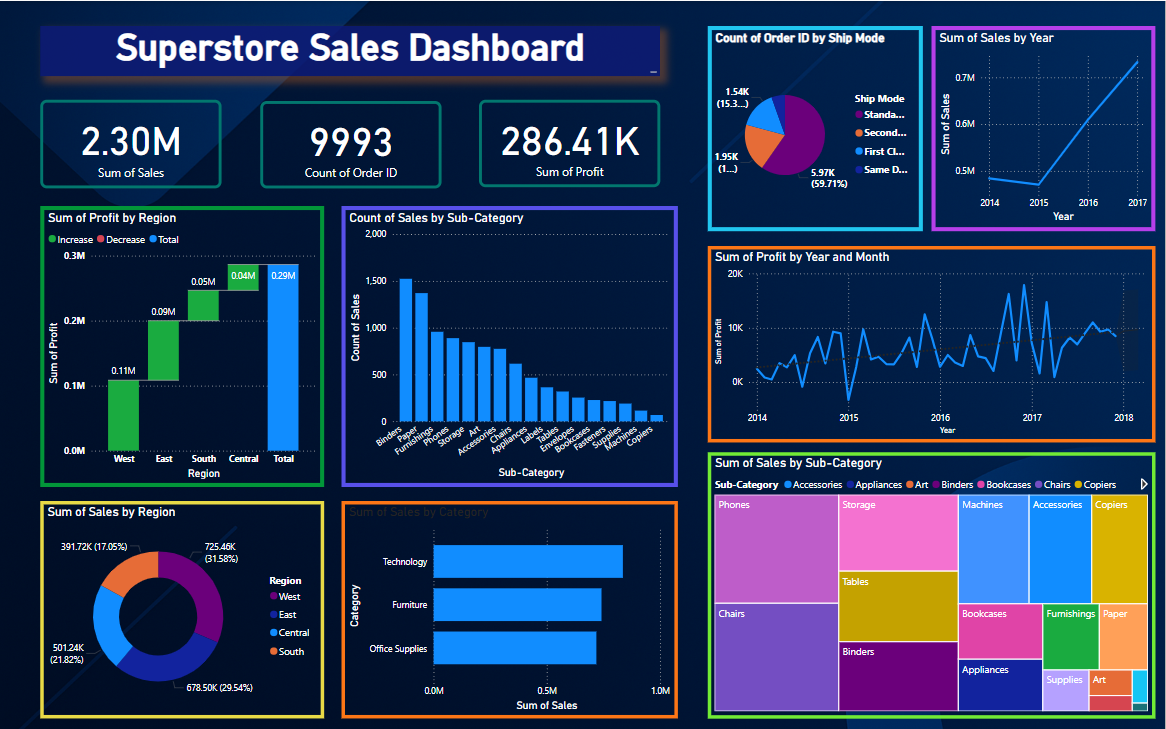 Superstore Sales Dashboard
2.30M
Sum of Sales
9993
Count of Order ID
286.41K
Sum of Profit
Count of Order ID by Ship Mode
1.54K
(15.3...)
1.95K
(1...)
5.97K
(59.71%)
Ship Mode
Standa...
Second...
First Cl...
Same D...
Sum of Sales by Year
Sum of Sales
0.7M
0.6M
0.5M
2014 2015 2016 2017
Year
Sum of Profit by Region
Increase Decrease Total
Sum of Profit
0.3M
0.2M
0.1M
0.0M
0.11M
0.09M
0.05M
0.04M
0.29M
West East South Central Total
Region
Count of Sales by Sub-Category
Count of Sales
2,000
1,500
1,000
500
0
Binders
Paper
Furnishings
Phones
Storage
Art
Accessories
Chairs
Appliances
Labels
Tables
Envelopes
Bookcases
Fasteners
Supplies
Machines
Copiers
Sub-Category
Sum of Profit by Year and Month
Sum of Profit
20K
10K
0K
2014 2015 2016 2017 2018
Year
Sum of Sales by Region
391.72K (17.05%)
725.46K
(31.58%)
501.24K
(21.82%)
678.50K (29.54%)
Region
West
East
Central
South
Sum of Sales by Category
Category
Technology
Furniture
Office Supplies
0.0M 0.5M 1.0M
Sum of Sales
Sum of Sales by Sub-Category
Sub-Category Accessories Appliances Art Binders Bookcases Chairs Copiers
Phones
Chairs
Storage
Tables
Binders
Machines
Accessories
Copiers
Bookcases
Appliances
Furnishings
Paper
Supplies
Art